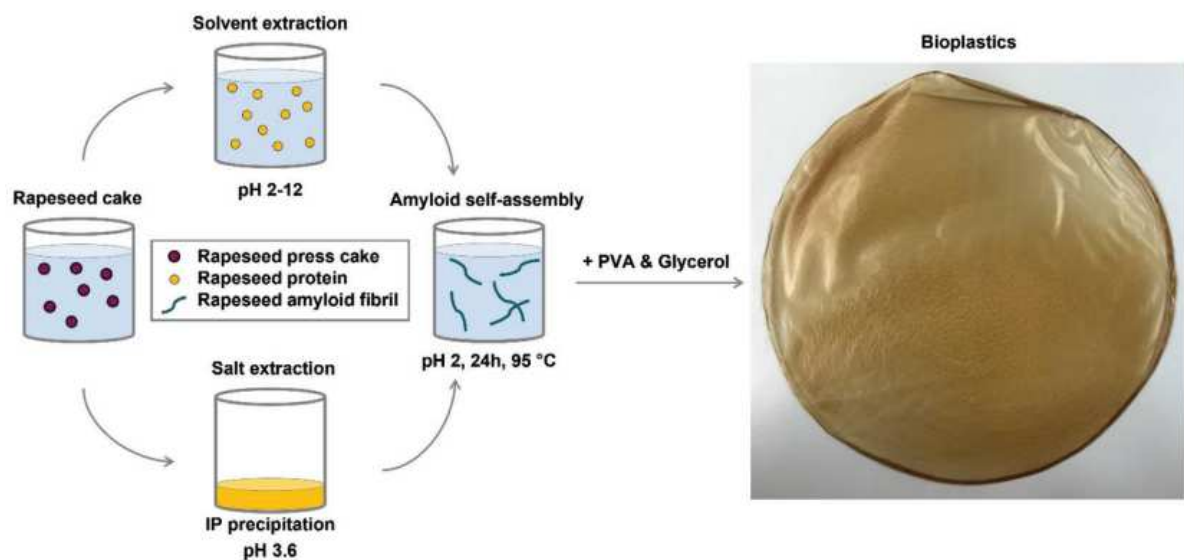 Solvent extraction
pH 2-12
Bioplastics
Rapeseed cake
Rapeseed press cake
Rapeseed protein
Rapeseed amyloid fibril
Amyloid self-assembly
pH 2, 24h, 95 °C
+ PVA & Glycerol
Salt extraction
IP precipitation
pH 3.6